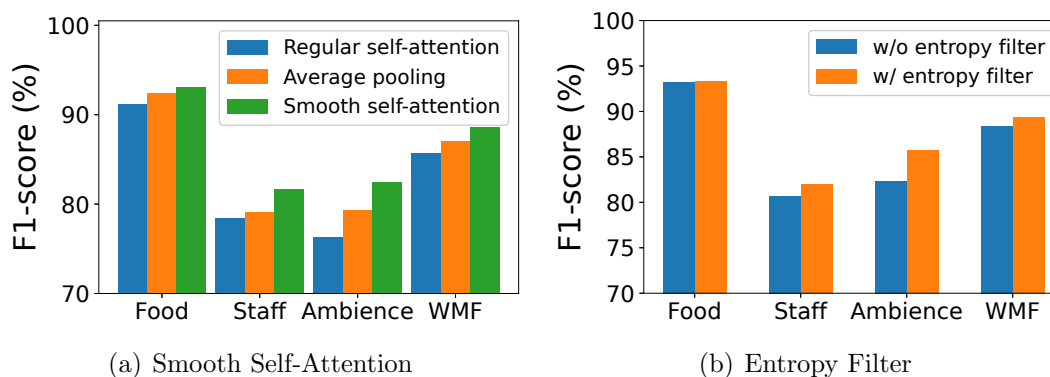 100
90
80
70
F1-score (%)
Regular self-attention
Average pooling
Smooth self-attention
Food Staff Ambience WMF
(a) Smooth Self-Attention
100
95
90
85
80
75
70
F1-score (%)
w/o entropy filter
w/ entropy filter
Food Staff Ambience WMF
(b) Entropy Filter